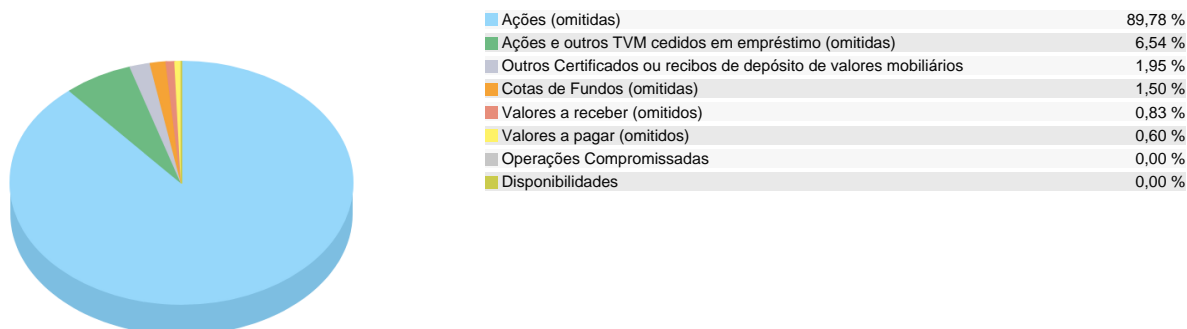 Ações (omitidas) 89,78 %
Ações e outros TVM cedidos em empréstimo (omitidas) 6,54 %
Outros Certificados ou recibos de depósito de valores mobiliários 1,95 %
Cotas de Fundos (omitidas) 1,50 %
Valores a receber (omitidos) 0,83 %
Valores a pagar (omitidos) 0,60 %
Operações Compromissadas 0,00 %
Disponibilidades 0,00 %